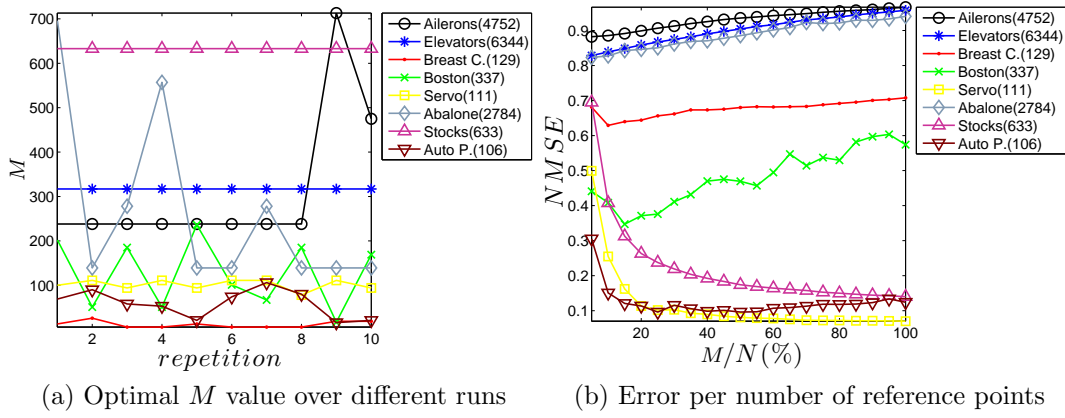 700
600
500
400
300
200
100
M
2 4 6 8 10
repetition
Ailerons(4752)
Elevators(6344)
Breast C.(129)
Boston(337)
Servo(111)
Abalone(2784)
Stocks(633)
Auto P.(106)
(a) Optimal M value over different runs
0.9
0.8
0.7
0.6
0.5
0.4
0.3
0.2
0.1
NMSE
20 40 60 80 100
M/N(%)
Ailerons(4752)
Elevators(6344)
Breast C.(129)
Boston(337)
Servo(111)
Abalone(2784)
Stocks(633)
Auto P.(106)
(b) Error per number of reference points